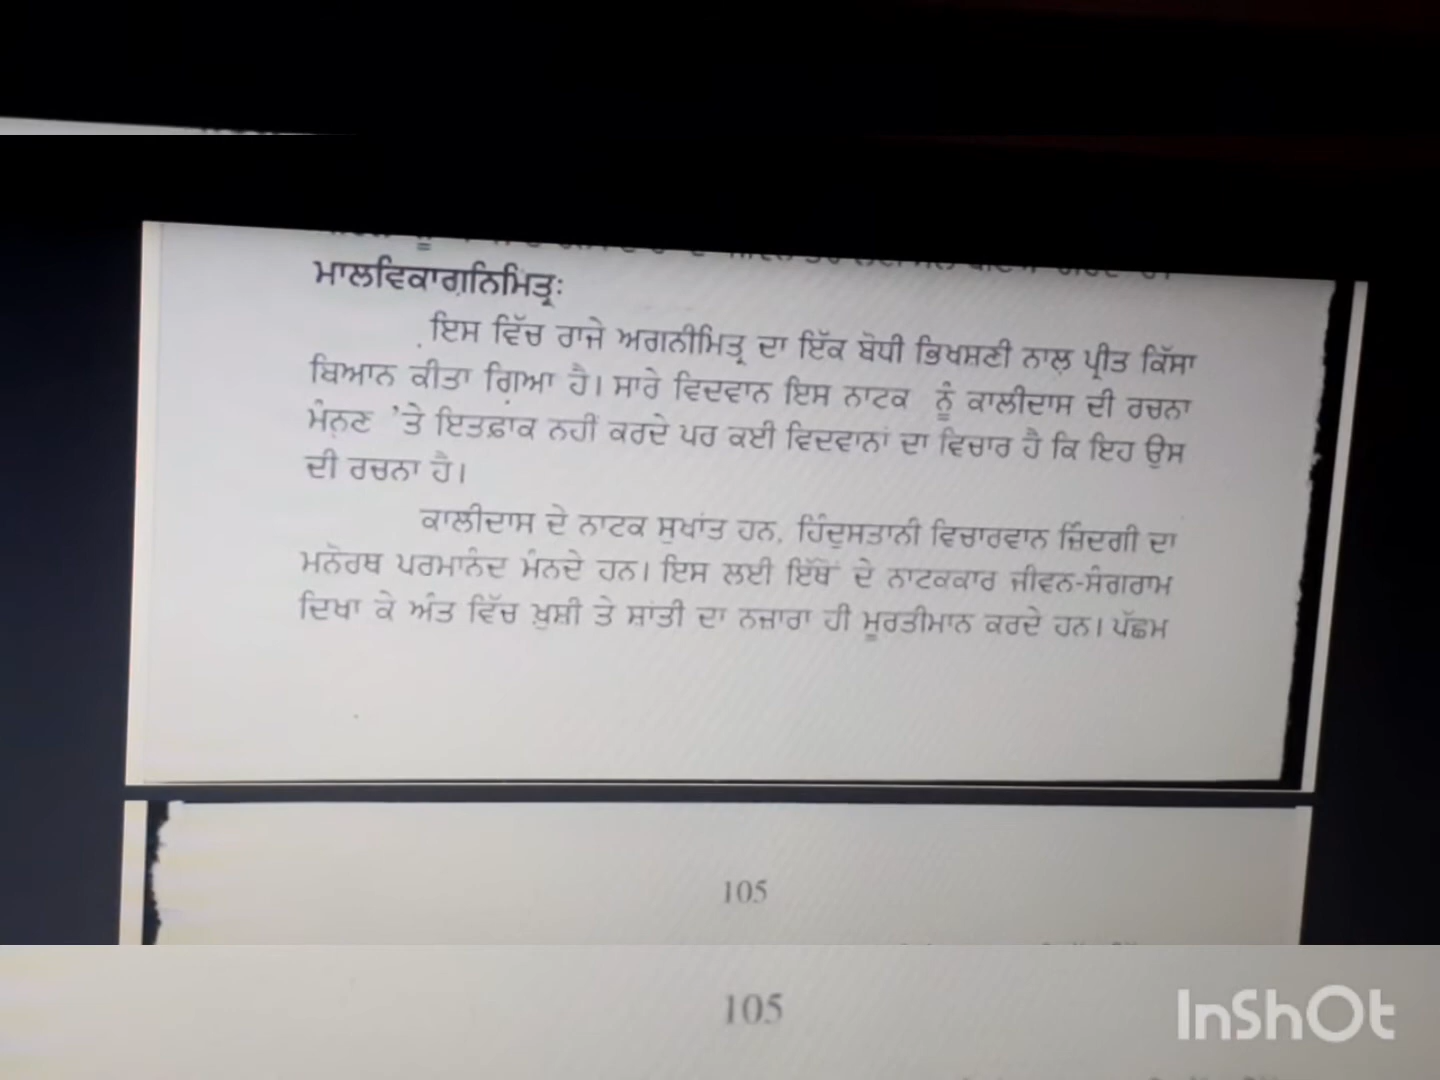 ਮਾਲਵਿਕਾਗਨਿਮਿਤ੍ਰ:
ਇਸ ਵਿੱਚ ਰਾਜੇ ਅਗਨੀਮਿਤ੍ਰ ਦਾ ਇੱਕ ਬੋਧੀ ਭਿਖਸ਼ਣੀ ਨਾਲ਼ ਪ੍ਰੀਤ ਕਿੱਸਾ
ਬਿਆਨ ਕੀਤਾ ਗਿਆ ਹੈ। ਸਾਰੇ ਵਿਦਵਾਨ ਇਸ ਨਾਟਕ ਨੂੰ ਕਾਲੀਦਾਸ ਦੀ ਰਚਨਾ
ਮੰਨਣ ’ਤੇ ਇਤਫ਼ਾਕ ਨਹੀਂ ਕਰਦੇ ਪਰ ਕਈ ਵਿਦਵਾਨਾਂ ਦਾ ਵਿਚਾਰ ਹੈ ਕਿ ਇਹ ਉਸ
ਦੀ ਰਚਨਾ ਹੈ।
ਕਾਲੀਦਾਸ ਦੇ ਨਾਟਕ ਸੁਖਾਂਤ ਹਨ, ਹਿੰਦੁਸਤਾਨੀ ਵਿਚਾਰਵਾਨ ਜ਼ਿੰਦਗੀ ਦਾ
ਮਨੋਰਥ ਪਰਮਾਨੰਦ ਮੰਨਦੇ ਹਨ। ਇਸ ਲਈ ਇੱਥੋਂ ਦੇ ਨਾਟਕਕਾਰ ਜੀਵਨ-ਸੰਗਰਾਮ
ਦਿਖਾ ਕੇ ਅੰਤ ਵਿੱਚ ਖ਼ੁਸ਼ੀ ਤੇ ਸ਼ਾਂਤੀ ਦਾ ਨਜ਼ਾਰਾ ਹੀ ਮੂਰਤੀਮਾਨ ਕਰਦੇ ਹਨ। ਪੱਛਮ
105
105
InShOt